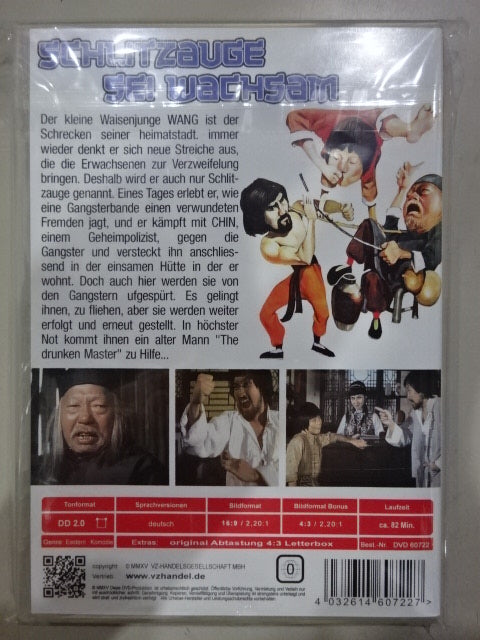 SCHLITZAUGE
SEI WACHSAM
Der kleine Waisenjunge WANG ist der
Schrecken seiner heimatstadt. immer
wieder denkt er sich neue Streiche aus,
die die Erwachsenen zur Verzweifelung
bringen. Deshalb wird er auch nur Schlit-
zauge genannt. Eines Tages erlebt er, wie
eine Gangsterbande einen verwundeten
Fremden jagt, und er kämpft mit CHIN,
einem Geheimpolizist, gegen die
Gangster und versteckt ihn anschlies-
send in der einsamen Hütte in der er
wohnt. Doch auch hier werden sie von
den Gangstern ufgespürt. Es gelingt
ihnen, zu fliehen, aber sie werden weiter
erfolgt und erneut gestellt. In höchster
Not kommt ihnen ein alter Mann "The
drunken Master" zu Hilfe...
Tonformat Sprachversionen Bildformat Bildformat Bonus Laufzeit
DD 2.0 deutsch 16:9 / 2,20:1 4:3 / 2,20:1 ca. 82 Min.
Genre: Eastern Komödie Extras: original Abtastung 4:3 Letterbox Best.-Nr. DVD 60722
copyright © MMXV VZ-HANDELSGESELLSCHAFT MBH
Vertrieb www.vzhandel.de
0
4 032614 607227 >